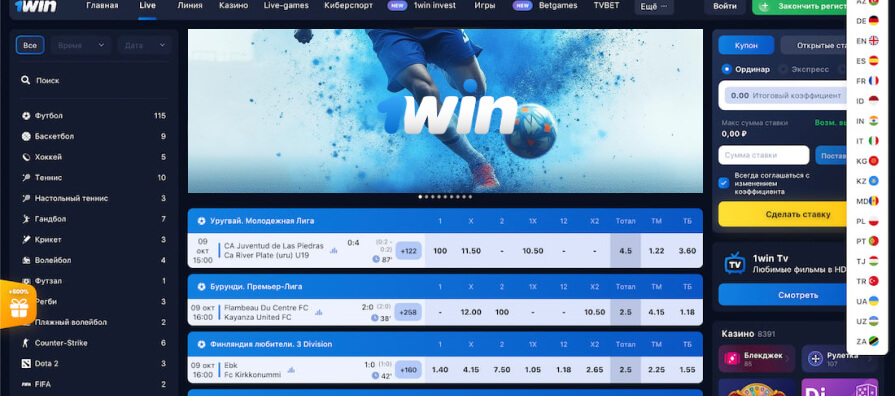 1win
Главная
Live
Линия
Казино
Live-games
Киберспорт
NEW
1win invest
Игры
NEW
Betgames
TVBET
Ещё ...
Войти
Закончить регист
Все
Время
Дата
Поиск
Футбол 115
Баскетбол 9
Хоккей 5
Теннис 10
Настольный теннис 3
Гандбол 7
Крикет 3
Волейбол 4
Футзал 1
Регби 3
Пляжный волейбол 2
Counter-Strike 6
Dota 2 4
FIFA 2
+500%
1win
Уругвай. Молодежная Лига 1 X 2 1X 12 X2 Тотал ТМ ТБ
09 окт 15:00
CA Juventud de Las Piedras
Ca River Plate (uru) U19
0:4 (0:2 - 0:2)
87'
+122
100 11.50 - 10.50 - - 4.5 1.22 3.60
Бурунди. Премьер-Лига 1 X 2 1X 12 X2 Тотал ТМ ТБ
09 окт 16:00
Flambeau Du Centre FC
Kayanza United FC
2:0 (2:0)
38'
+258
- 12.00 100 - - 10.50 2.5 4.15 1.18
Финляндия любители. 3 Division 1 X 2 1X 12 X2 Тотал ТМ ТБ
09 окт 16:00
Ebk
Fc Kirkkonummi
1:0 (1:0)
42'
+160
1.40 4.15 7.50 1.05 1.18 2.65 2.5 2.25 1.55
Купон
Открытые ста
Ординар
Экспресс
0.00 Итоговый коэффициент
Макс сумма ставки
Возм. вы
0,00 ₽
Сумма ставки
Постав
Всегда соглашаться с
изменением
коэффициента
Сделать ставку
TV
1win Tv
Любимые фильмы в HD
Смотреть
Казино 8391
Блекджек
85
Рулетка
107
AZ
DE
EN
ES
FR
ID
IN
IT
KG
KZ
MD
PL
PT
TJ
TR
UA
UZ
ZA